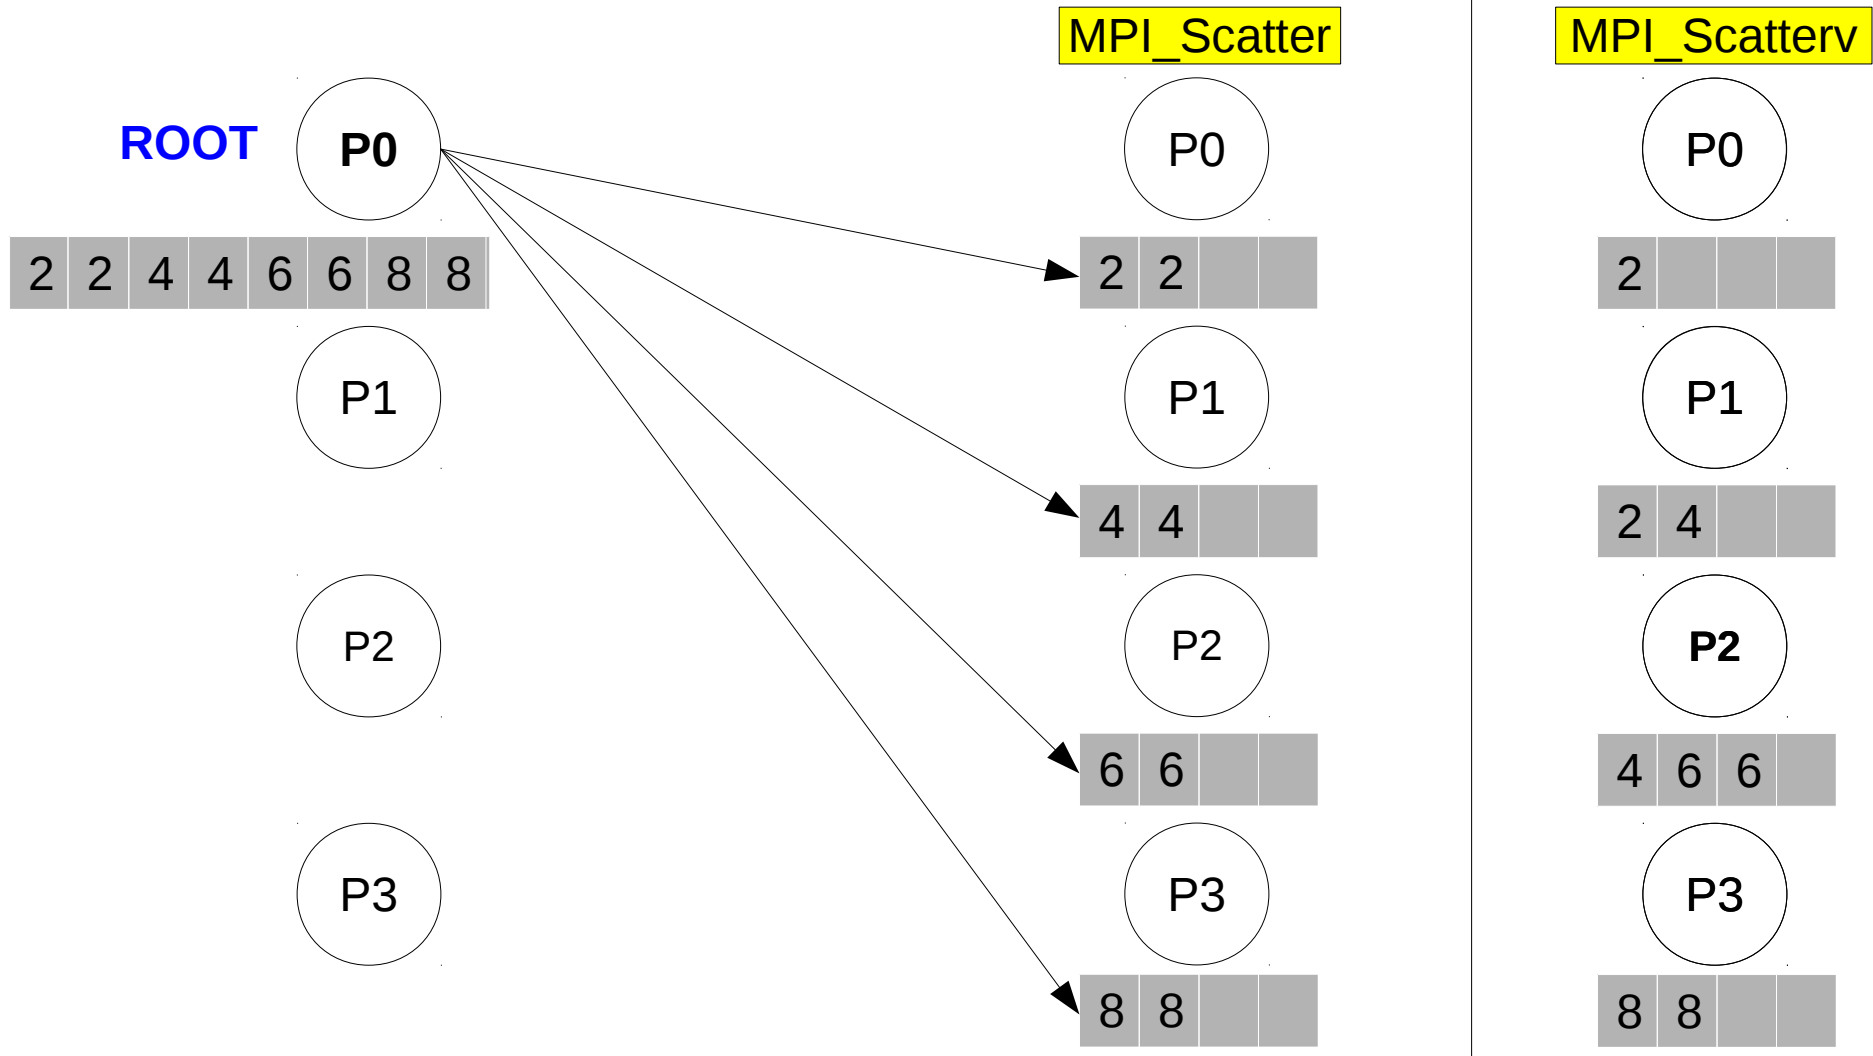 MPI_Scatter MPI_Scatterv
ROOT P0 P0 P0
2 2 4 4 6 6 8 8 2 2 2
P1 P1 P1
4 4 2 4
P2 P2 P2
6 6 4 6 6
P3 P3 P3
8 8 8 8